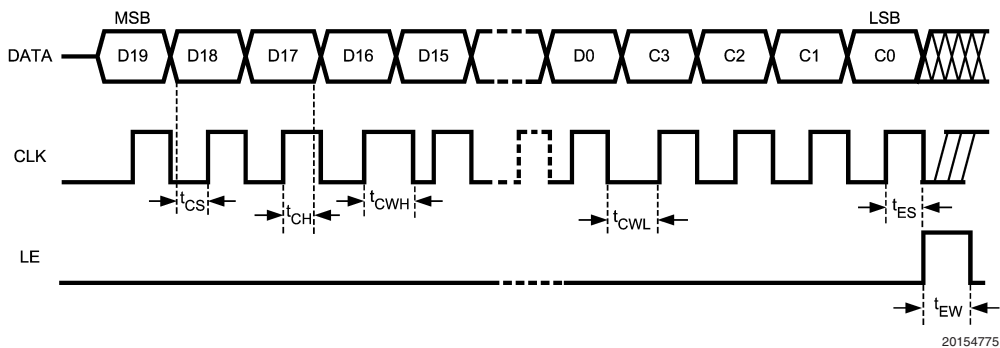 MSB LSB
DATA D19 D18 D17 D16 D15 D0 C3 C2 C1 C0
CLK
tCS tCH tCWH tCWL tES
LE
tEW
20154775